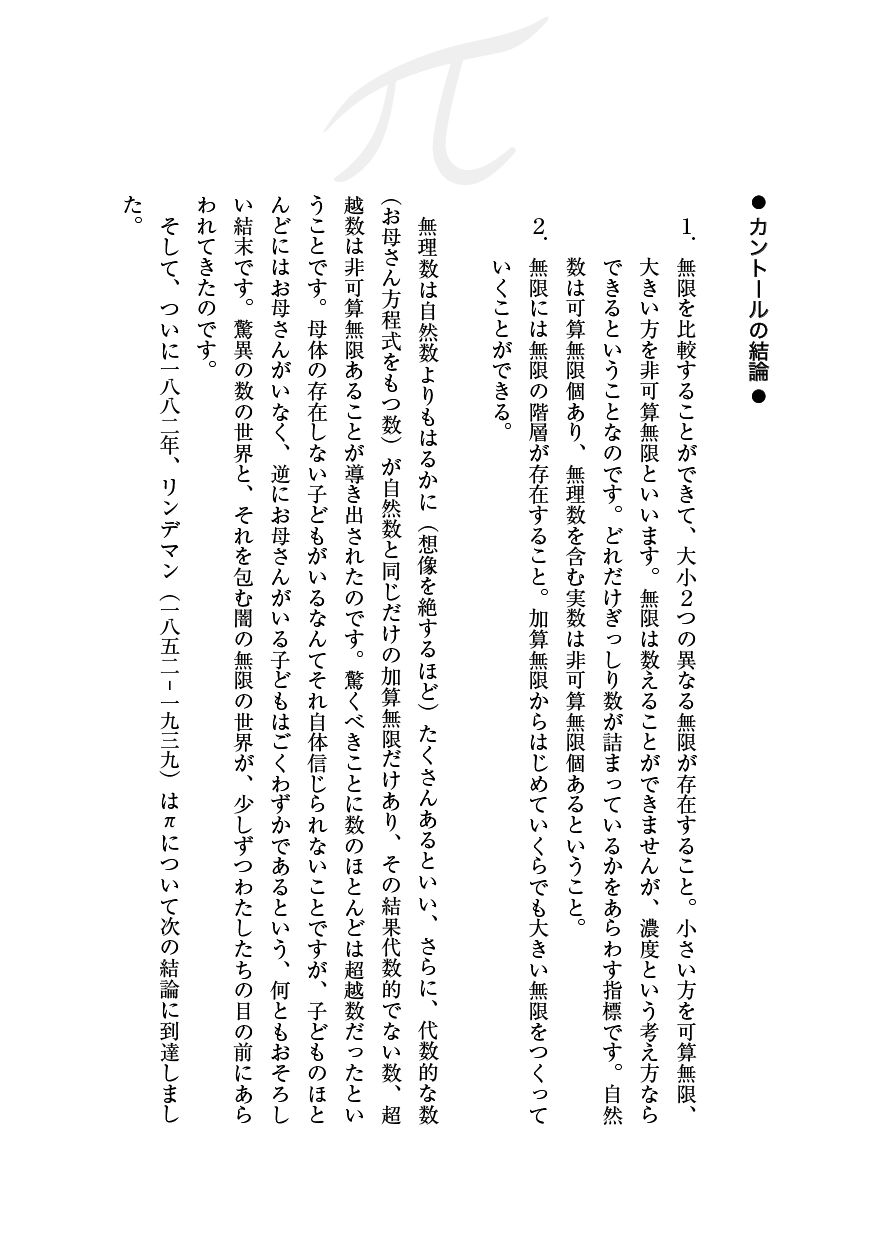 π
●カントールの結論●
1．無限を比較することができて、大小２つの異なる無限が存在すること。小さい方を可算無限、
大きい方を非可算無限といいます。無限は数えることができませんが、濃度という考え方なら
できるということなのです。どれだけぎっしり数が詰まっているかをあらわす指標です。自然
数は可算無限個あり、無理数を含む実数は非可算無限個あるということ。
2．無限には無限の階層が存在すること。加算無限からはじめていくらでも大きい無限をつくって
いくことができる。
無理数は自然数よりもはるかに（想像を絶するほど）たくさんあるといい、さらに、代数的な数
（お母さん方程式をもつ数）が自然数と同じだけの加算無限だけあり、その結果代数的でない数、超
越数は非可算無限あることが導き出されたのです。驚くべきことに数のほとんどは超越数だったとい
うことです。母体の存在しない子どもがいるなんてそれ自体信じられないことですが、子どものほと
んどにはお母さんがいなく、逆にお母さんがいる子どもはごくわずかであるという、何ともおそろし
い結末です。驚異の数の世界と、それを包む闇の無限の世界が、少しずつわたしたちの目の前にあら
われてきたのです。
そして、ついに一八八二年、リンデマン（一八五二－一九三九）はπについて次の結論に到達しまし
た。